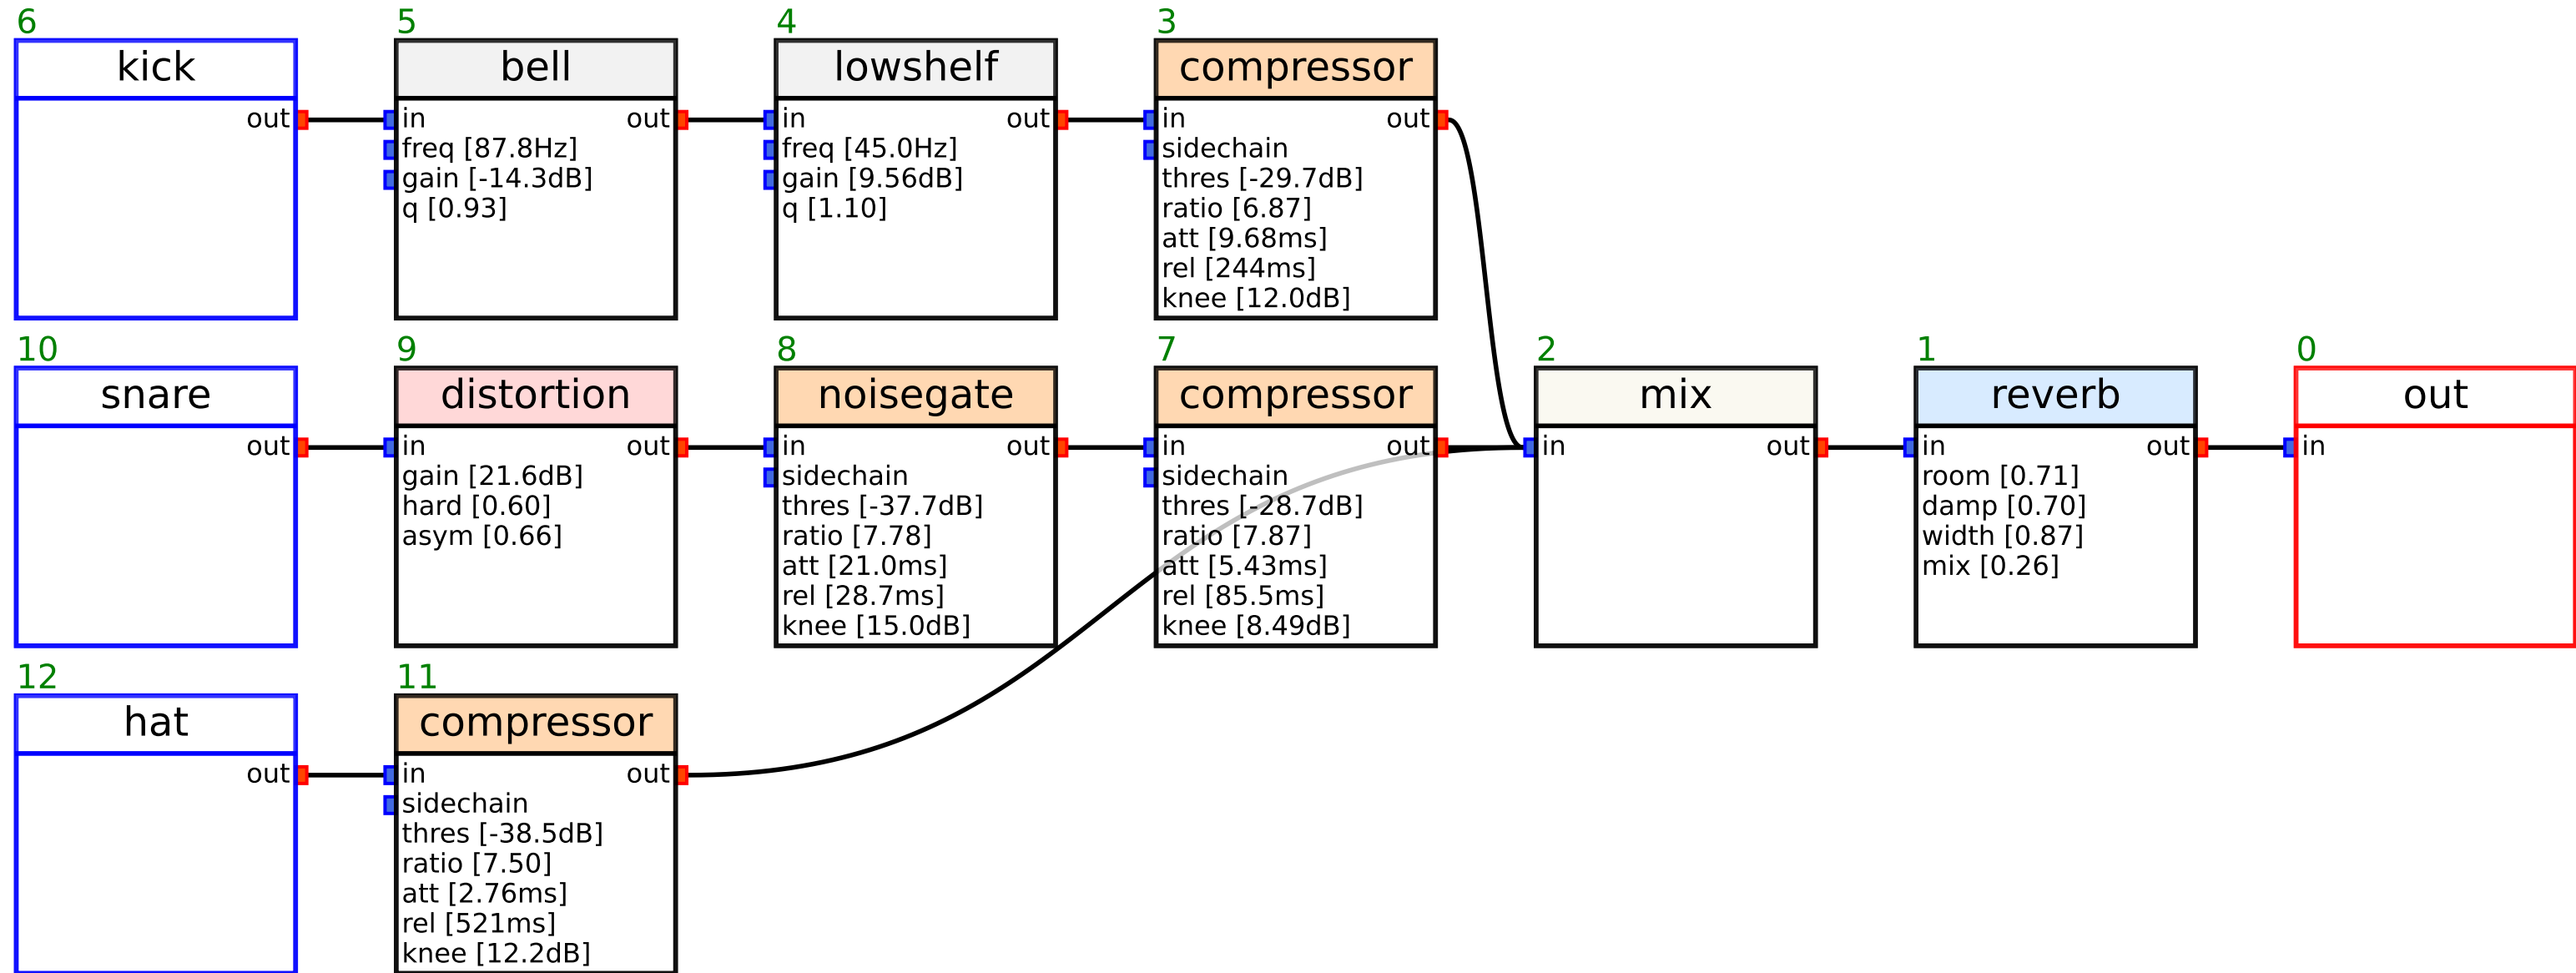 6
kick
out
5
bell
in out
freq [87.8Hz]
gain [-14.3dB]
q [0.93]
4
lowshelf
in out
freq [45.0Hz]
gain [9.56dB]
q [1.10]
3
compressor
in out
sidechain
thres [-29.7dB]
ratio [6.87]
att [9.68ms]
rel [244ms]
knee [12.0dB]
10
snare
out
9
distortion
in out
gain [21.6dB]
hard [0.60]
asym [0.66]
8
noisegate
in out
sidechain
thres [-37.7dB]
ratio [7.78]
att [21.0ms]
rel [28.7ms]
knee [15.0dB]
7
compressor
in out
sidechain
thres [-28.7dB]
ratio [7.87]
att [5.43ms]
rel [85.5ms]
knee [8.49dB]
2
mix
in out
1
reverb
in out
room [0.71]
damp [0.70]
width [0.87]
mix [0.26]
0
out
in
12
hat
out
11
compressor
in out
sidechain
thres [-38.5dB]
ratio [7.50]
att [2.76ms]
rel [521ms]
knee [12.2dB]